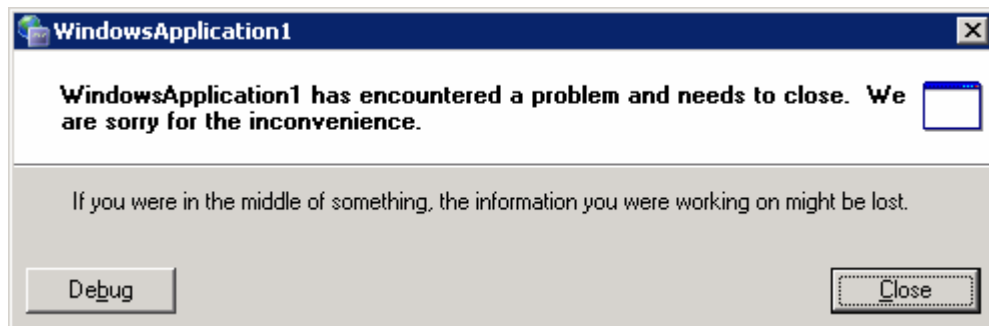 WindowsApplication1
WindowsApplication1 has encountered a problem and needs to close.  We
are sorry for the inconvenience.
If you were in the middle of something, the information you were working on might be lost.
Debug
Close